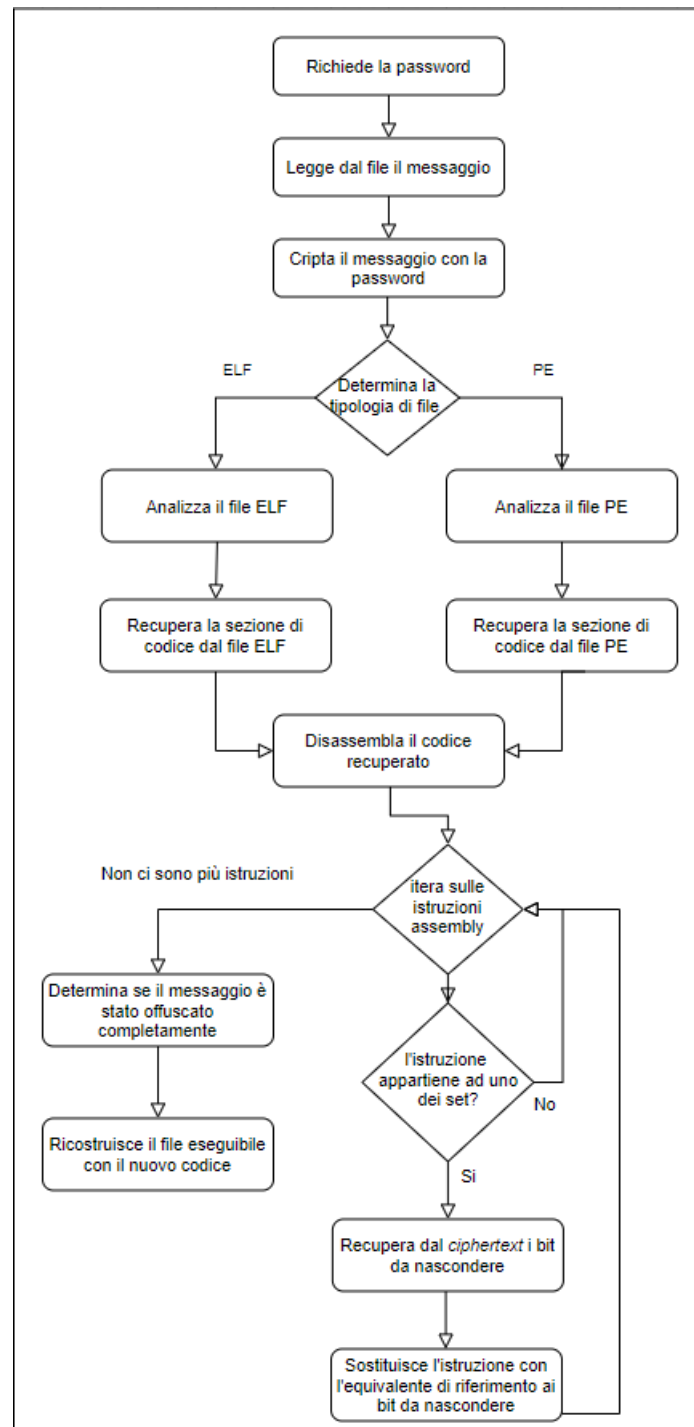 Richiede la password
Legge dal file il messaggio
Cripta il messaggio con la
password
ELF
PE
Determina la
tipologia di file
Analizza il file ELF
Analizza il file PE
Recupera la sezione di
codice dal file ELF
Recupera la sezione di
codice dal file PE
Disassembla il codice
recuperato
Non ci sono più istruzioni
itera sulle
istruzioni
assembly
Determina se il messaggio è
stato offuscato
completamente
l'istruzione
appartiene ad uno
dei set?
No
Ricostruisce il file eseguibile
con il nuovo codice
Si
Recupera dal ciphertext i bit
da nascondere
Sostituisce l'istruzione con
l'equivalente di riferimento ai
bit da nascondere